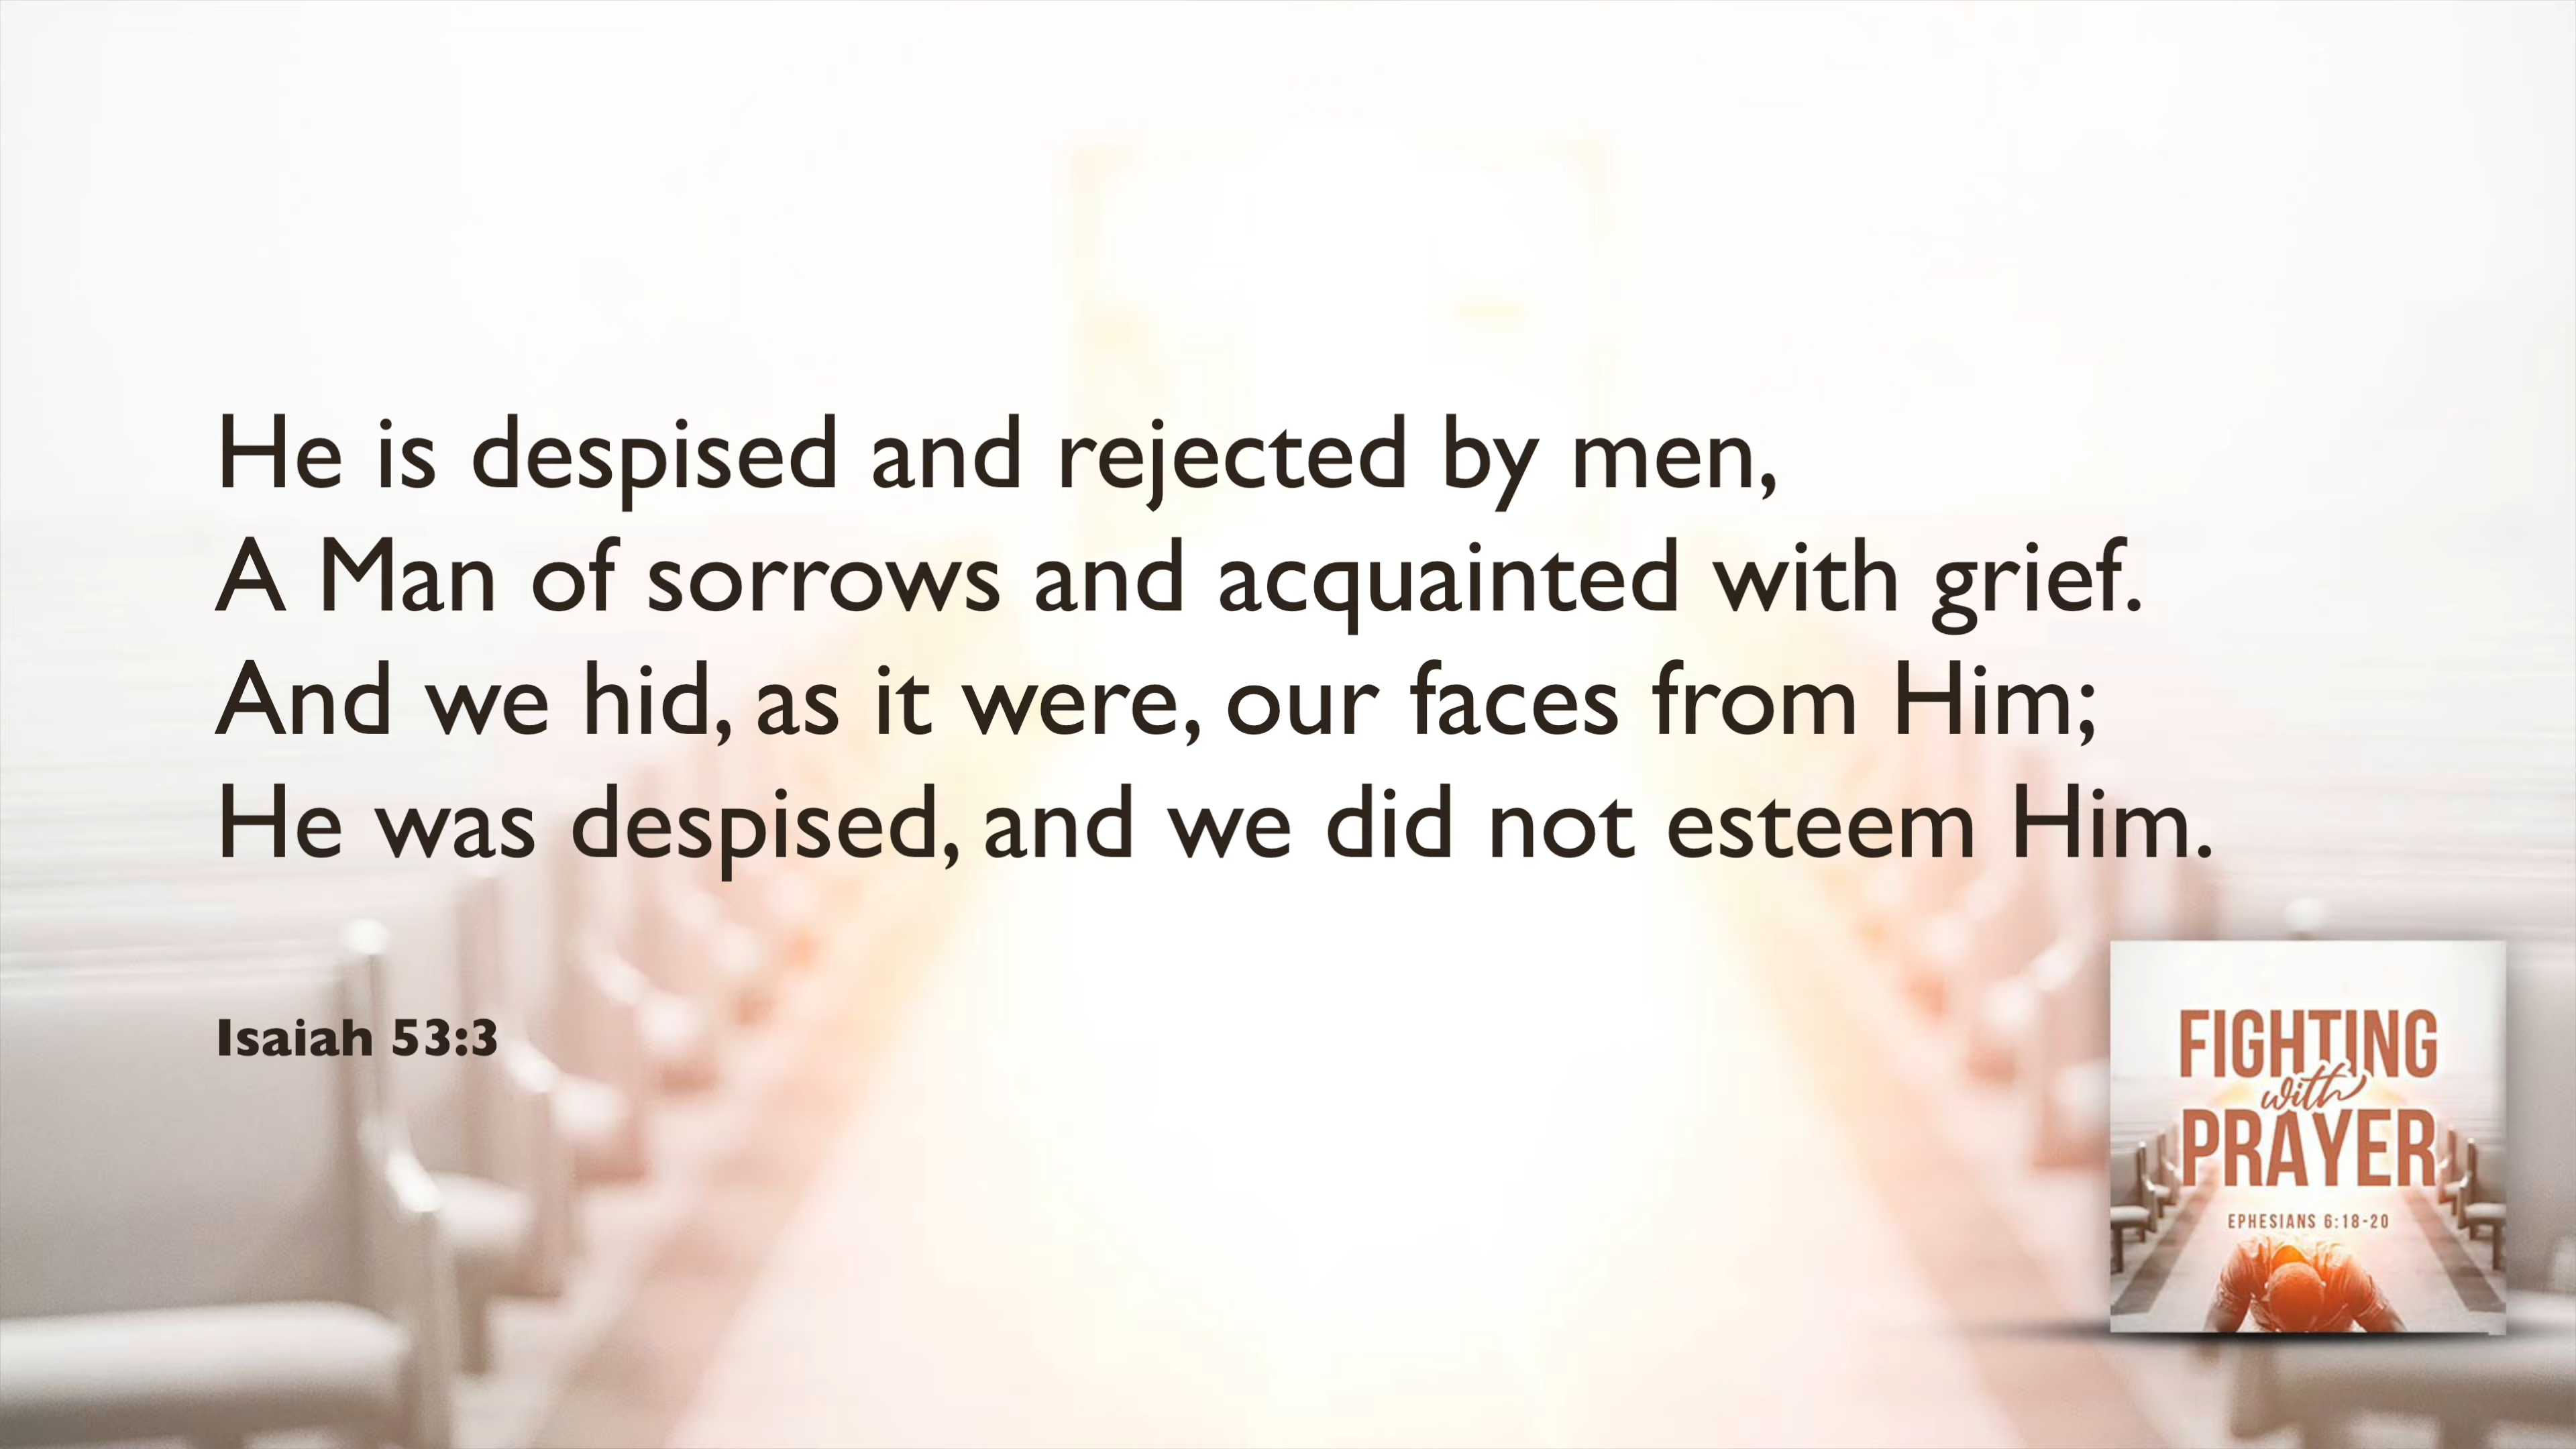 He is despised and rejected by men,
A Man of sorrows and acquainted with grief.
And we hid, as it were, our faces from Him;
He was despised, and we did not esteem Him.
Isaiah 53:3
FIGHTING
with
PRAYER
EPHESIANS 6:18-20